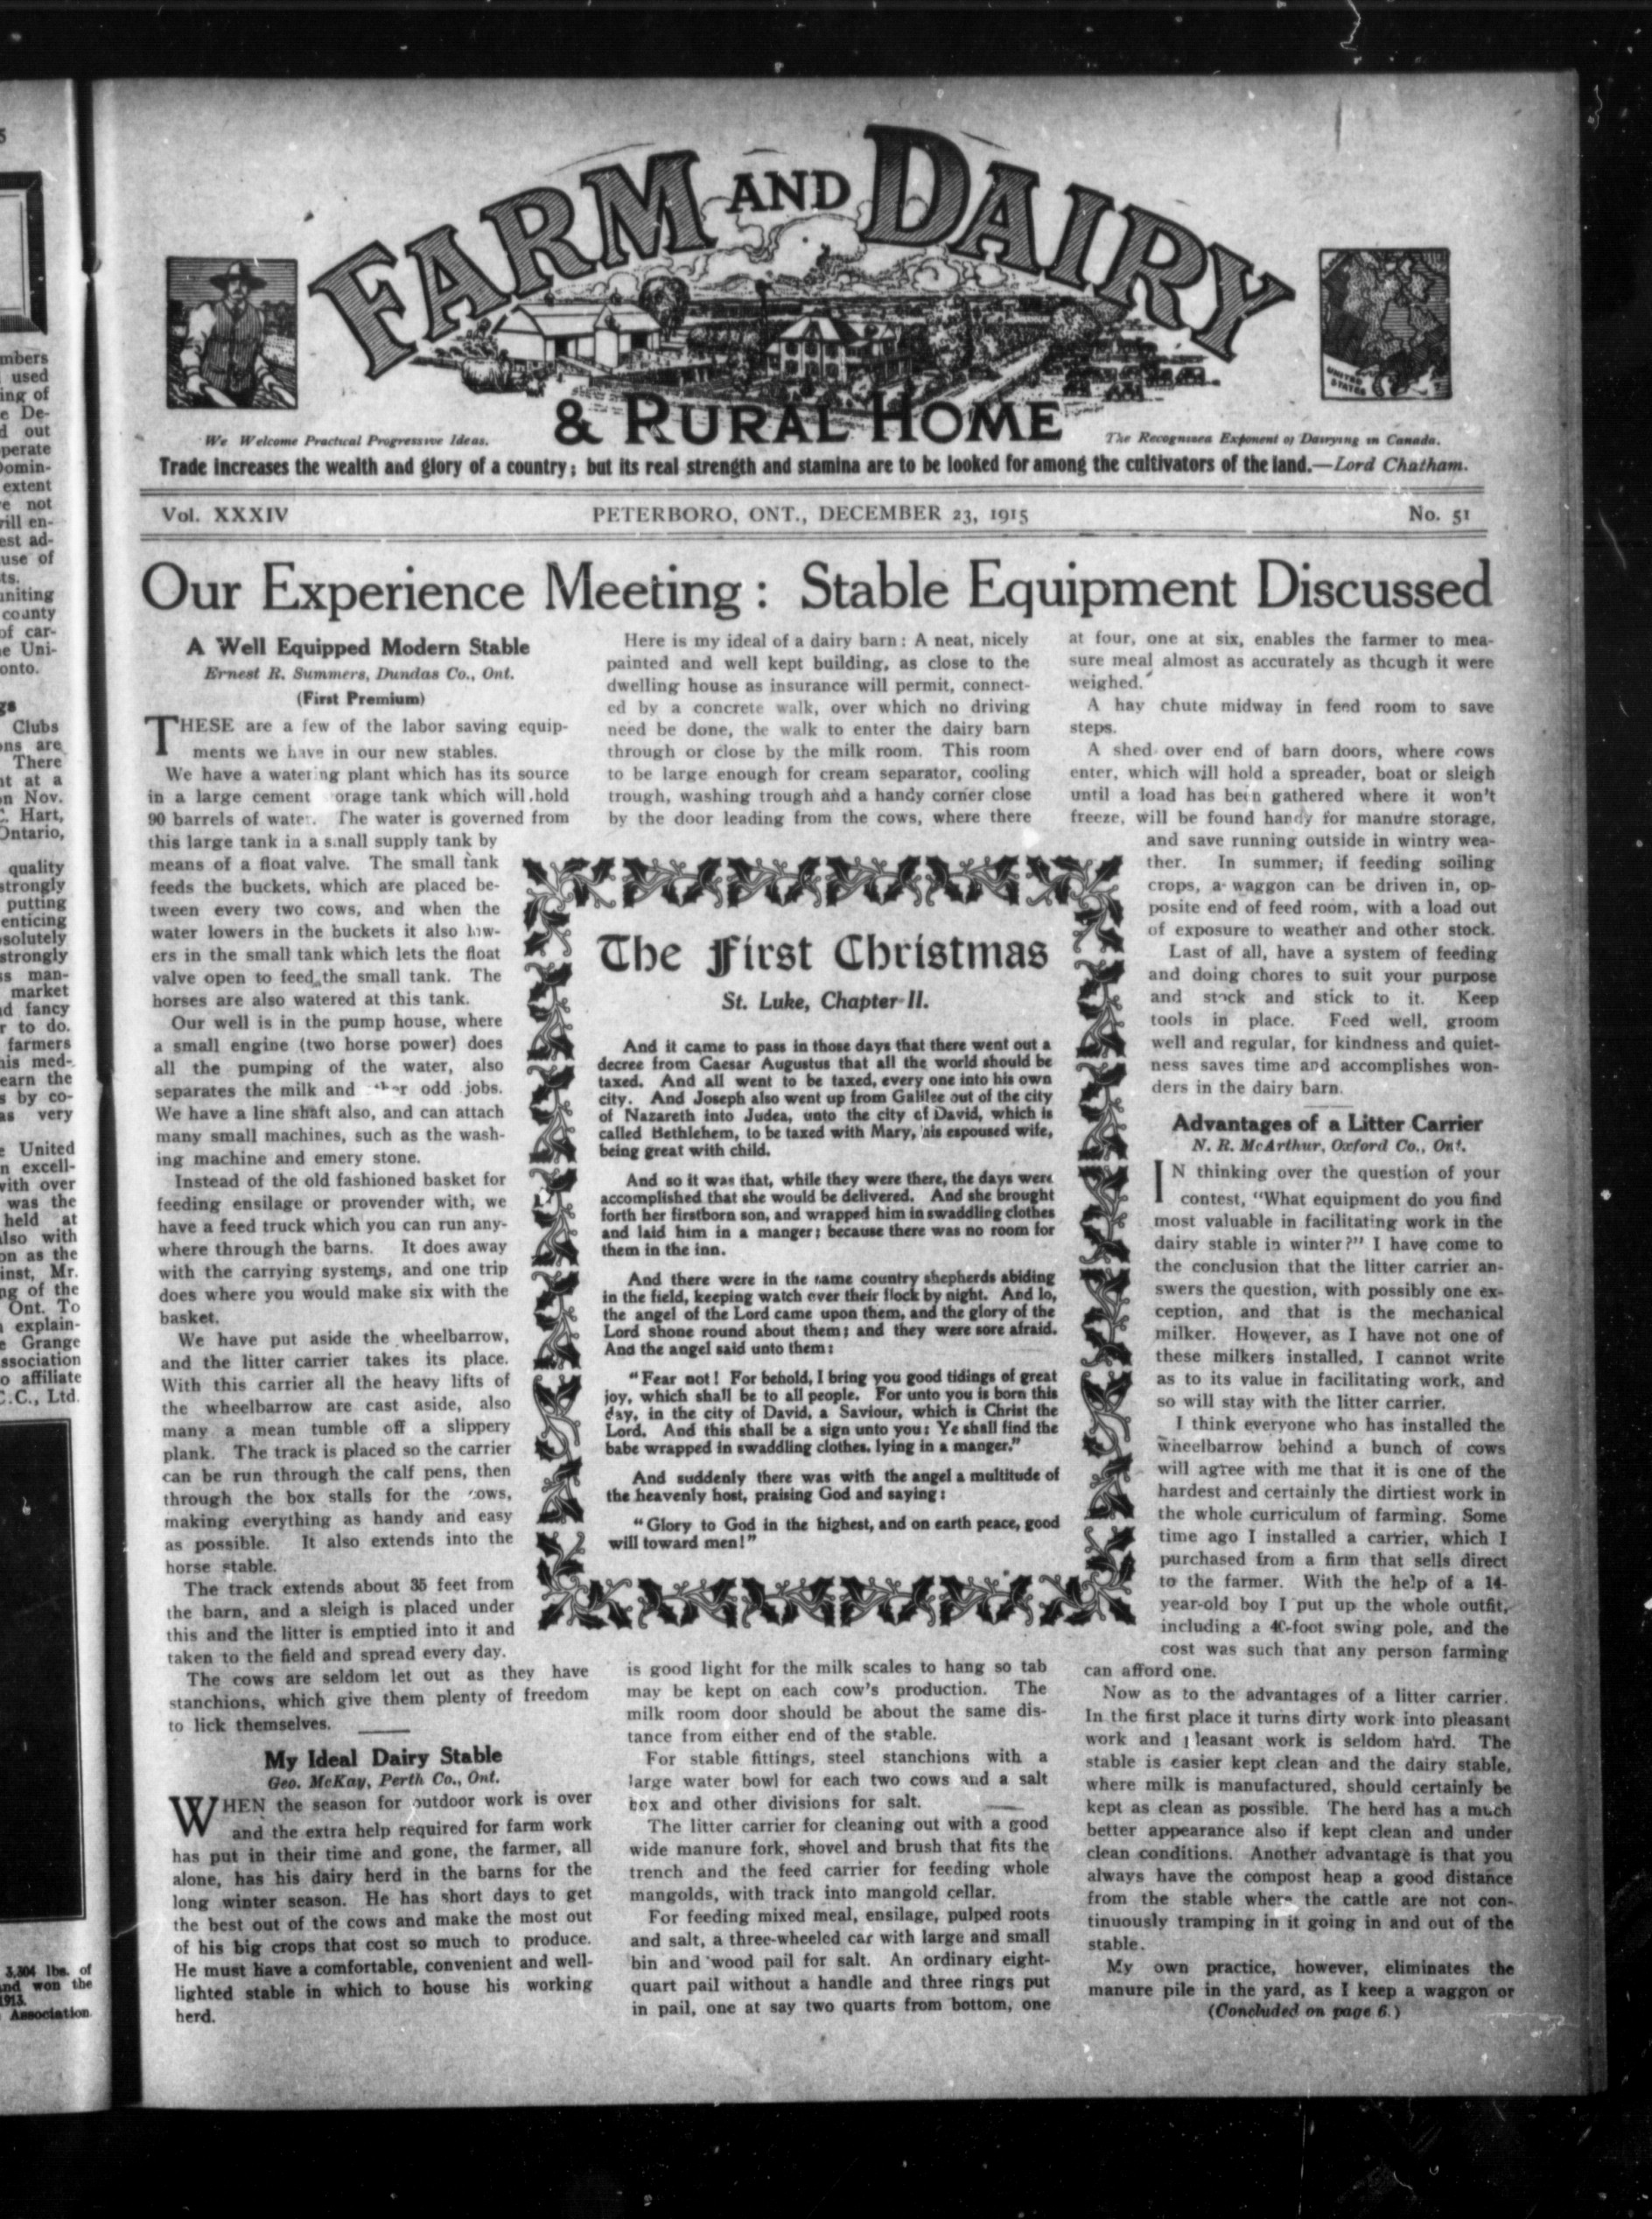 FARM AND DAIRY
& RURAL HOME
UNITED
STATES
We Welcome Practical Progressive Ideas.
The Recognized Exponent of Dairying in Canada.
Trade increases the wealth and glory of a country; but its real strength and stamina are to be looked for among the cultivators of the land.—Lord Chatham.
Vol. XXXIV
PETERBORO, ONT., DECEMBER 23, 1915
No. 51
Our Experience Meeting: Stable Equipment Discussed
A Well Equipped Modern Stable
Ernest R. Summers, Dundas Co., Ont.
(First Premium)
THESE are a few of the labor saving equip-
ments we have in our new stables.
We have a watering plant which has its source
in a large cement orage tank which will hold
90 barrels of water. The water is governed from
this large tank in a small supply tank by
means of a float valve. The small tank
feeds the buckets, which are placed be-
tween every two cows, and when the
water lowers in the buckets it also low-
ers in the small tank which lets the float
valve open to feed the small tank. The
horses are also watered at this tank.
Our well is in the pump house, where
a small engine (two horse power) does
all the pumping of the water, also
separates the milk and other odd jobs.
We have a line shaft also, and can attach
many small machines, such as the wash-
ing machine and emery stone.
Instead of the old fashioned basket for
feeding ensilage or provender with, we
have a feed truck which you can run any-
where through the barns. It does away
with the carrying systems, and one trip
does where you would make six with the
basket.
We have put aside the wheelbarrow,
and the litter carrier takes its place.
With this carrier all the heavy lifts of
the wheelbarrow are cast aside, also
many a mean tumble off a slippery
plank. The track is placed so the carrier
can be run through the calf pens, then
through the box stalls for the cows,
making everything as handy and easy
as possible. It also extends into the
horse stable.
The track extends about 35 feet from
the barn, and a sleigh is placed under
this and the litter is emptied into it and
taken to the field and spread every day.
The cows are seldom let out as they have
stanchions, which give them plenty of freedom
to lick themselves.
My Ideal Dairy Stable
Geo. McKay, Perth Co., Ont.
WHEN the season for outdoor work is over
and the extra help required for farm work
has put in their time and gone, the farmer, all
alone, has his dairy herd in the barns for the
long winter season. He has short days to get
the best out of the cows and make the most out
of his big crops that cost so much to produce.
He must have a comfortable, convenient and well-
lighted stable in which to house his working
herd.
Here is my ideal of a dairy barn: A neat, nicely
painted and well kept building, as close to the
dwelling house as insurance will permit, connect-
ed by a concrete walk, over which no driving
need be done, the walk to enter the dairy barn
through or close by the milk room. This room
to be large enough for cream separator, cooling
trough, washing trough and a handy corner close
by the door leading from the cows, where there
The First Christmas
St. Luke, Chapter II.
And it came to pass in those days that there went out a
decree from Caesar Augustus that all the world should be
taxed. And all went to be taxed, every one into his own
city. And Joseph also went up from Galilee out of the city
of Nazareth into Judea, unto the city of David, which is
called Bethlehem, to be taxed with Mary, his espoused wife,
being great with child.
And so it was that, while they were there, the days were
accomplished that she would be delivered. And she brought
forth her firstborn son, and wrapped him in swaddling clothes
and laid him in a manger; because there was no room for
them in the inn.
And there were in the same country shepherds abiding
in the field, keeping watch over their flock by night. And lo,
the angel of the Lord came upon them, and the glory of the
Lord shone round about them; and they were sore afraid.
And the angel said unto them:
"Fear not! For behold, I bring you good tidings of great
joy, which shall be to all people. For unto you is born this
day, in the city of David, a Saviour, which is Christ the
Lord. And this shall be a sign unto you: Ye shall find the
babe wrapped in swaddling clothes, lying in a manger."
And suddenly there was with the angel a multitude of
the heavenly host, praising God and saying:
"Glory to God in the highest, and on earth peace, good
will toward men!"
is good light for the milk scales to hang so tab
may be kept on each cow's production. The
milk room door should be about the same dis-
tance from either end of the stable.
For stable fittings, steel stanchions with a
large water bowl for each two cows and a salt
box and other divisions for salt.
The litter carrier for cleaning out with a good
wide manure fork, shovel and brush that fits the
trench and the feed carrier for feeding whole
mangolds, with track into mangold cellar.
For feeding mixed meal, ensilage, pulped roots
and salt, a three-wheeled car with large and small
bin and wood pail for salt. An ordinary eight-
quart pail without a handle and three rings put
in pail, one at say two quarts from bottom, one
at four, one at six, enables the farmer to mea-
sure meal almost as accurately as though it were
weighed.
A hay chute midway in feed room to save
steps.
A shed over end of barn doors, where cows
enter, which will hold a spreader, boat or sleigh
until a load has been gathered where it won't
freeze, will be found handy for manure storage,
and save running outside in wintry wea-
ther. In summer, if feeding soiling
crops, a waggon can be driven in, op-
posite end of feed room, with a load out
of exposure to weather and other stock.
Last of all, have a system of feeding
and doing chores to suit your purpose
and stock and stick to it. Keep
tools in place. Feed well, groom
well and regular, for kindness and quiet-
ness saves time and accomplishes won-
ders in the dairy barn.
Advantages of a Litter Carrier
N. R. McArthur, Oxford Co., Ont.
IN thinking over the question of your
contest, "What equipment do you find
most valuable in facilitating work in the
dairy stable in winter?" I have come to
the conclusion that the litter carrier an-
swers the question, with possibly one ex-
ception, and that is the mechanical
milker. However, as I have not one of
these milkers installed, I cannot write
as to its value in facilitating work, and
so will stay with the litter carrier.
I think everyone who has installed the
wheelbarrow behind a bunch of cows
will agree with me that it is one of the
hardest and certainly the dirtiest work in
the whole curriculum of farming. Some
time ago I installed a carrier, which I
purchased from a firm that sells direct
to the farmer. With the help of a 14-
year-old boy I put up the whole outfit,
including a 40-foot swing pole, and the
cost was such that any person farming
can afford one.
Now as to the advantages of a litter carrier.
In the first place it turns dirty work into pleasant
work and pleasant work is seldom hard. The
stable is easier kept clean and the dairy stable,
where milk is manufactured, should certainly be
kept as clean as possible. The herd has a much
better appearance also if kept clean and under
clean conditions. Another advantage is that you
always have the compost heap a good distance
from the stable where the cattle are not con-
tinuously tramping in it going in and out of the
stable.
My own practice, however, eliminates the
manure pile in the yard, as I keep a waggon or
(Concluded on page 6.)